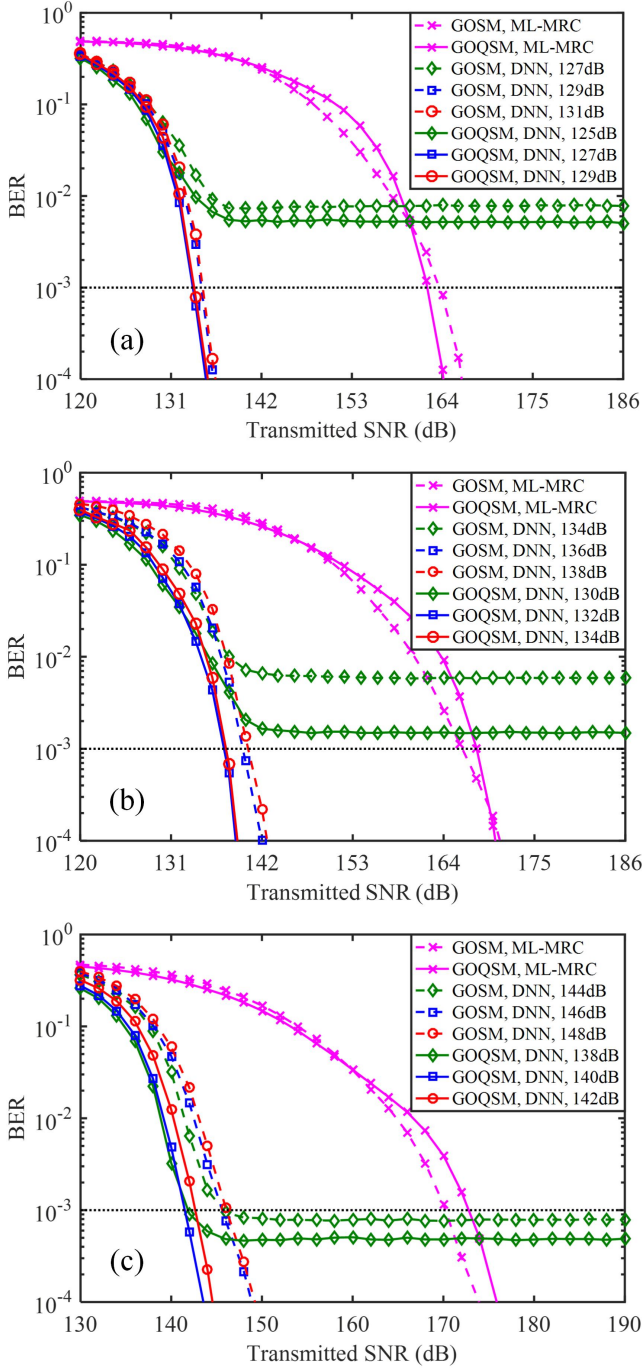 10^0
10^-1
10^-2
10^-3
10^-4
BER
GOSM, ML-MRC
GOQSM, ML-MRC
GOSM, DNN, 127dB
GOSM, DNN, 129dB
GOSM, DNN, 131dB
GOQSM, DNN, 125dB
GOQSM, DNN, 127dB
GOQSM, DNN, 129dB
(a)
120 131 142 153 164 175 186
Transmitted SNR (dB)
10^0
10^-1
10^-2
10^-3
10^-4
BER
GOSM, ML-MRC
GOQSM, ML-MRC
GOSM, DNN, 134dB
GOSM, DNN, 136dB
GOSM, DNN, 138dB
GOQSM, DNN, 130dB
GOQSM, DNN, 132dB
GOQSM, DNN, 134dB
(b)
120 131 142 153 164 175 186
Transmitted SNR (dB)
10^0
10^-1
10^-2
10^-3
10^-4
BER
GOSM, ML-MRC
GOQSM, ML-MRC
GOSM, DNN, 144dB
GOSM, DNN, 146dB
GOSM, DNN, 148dB
GOQSM, DNN, 138dB
GOQSM, DNN, 140dB
GOQSM, DNN, 142dB
(c)
130 140 150 160 170 180 190
Transmitted SNR (dB)